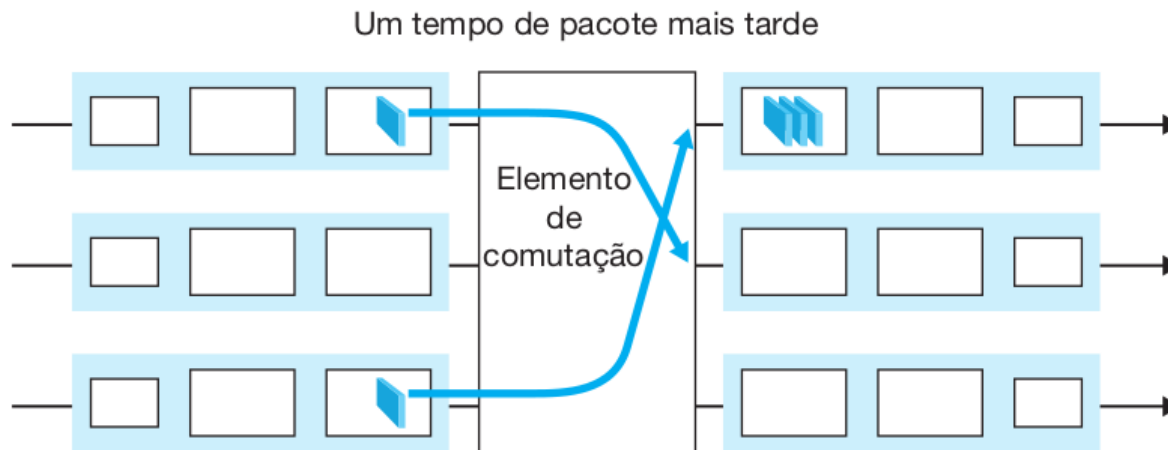 Um tempo de pacote mais tarde
Elemento
de
comutação